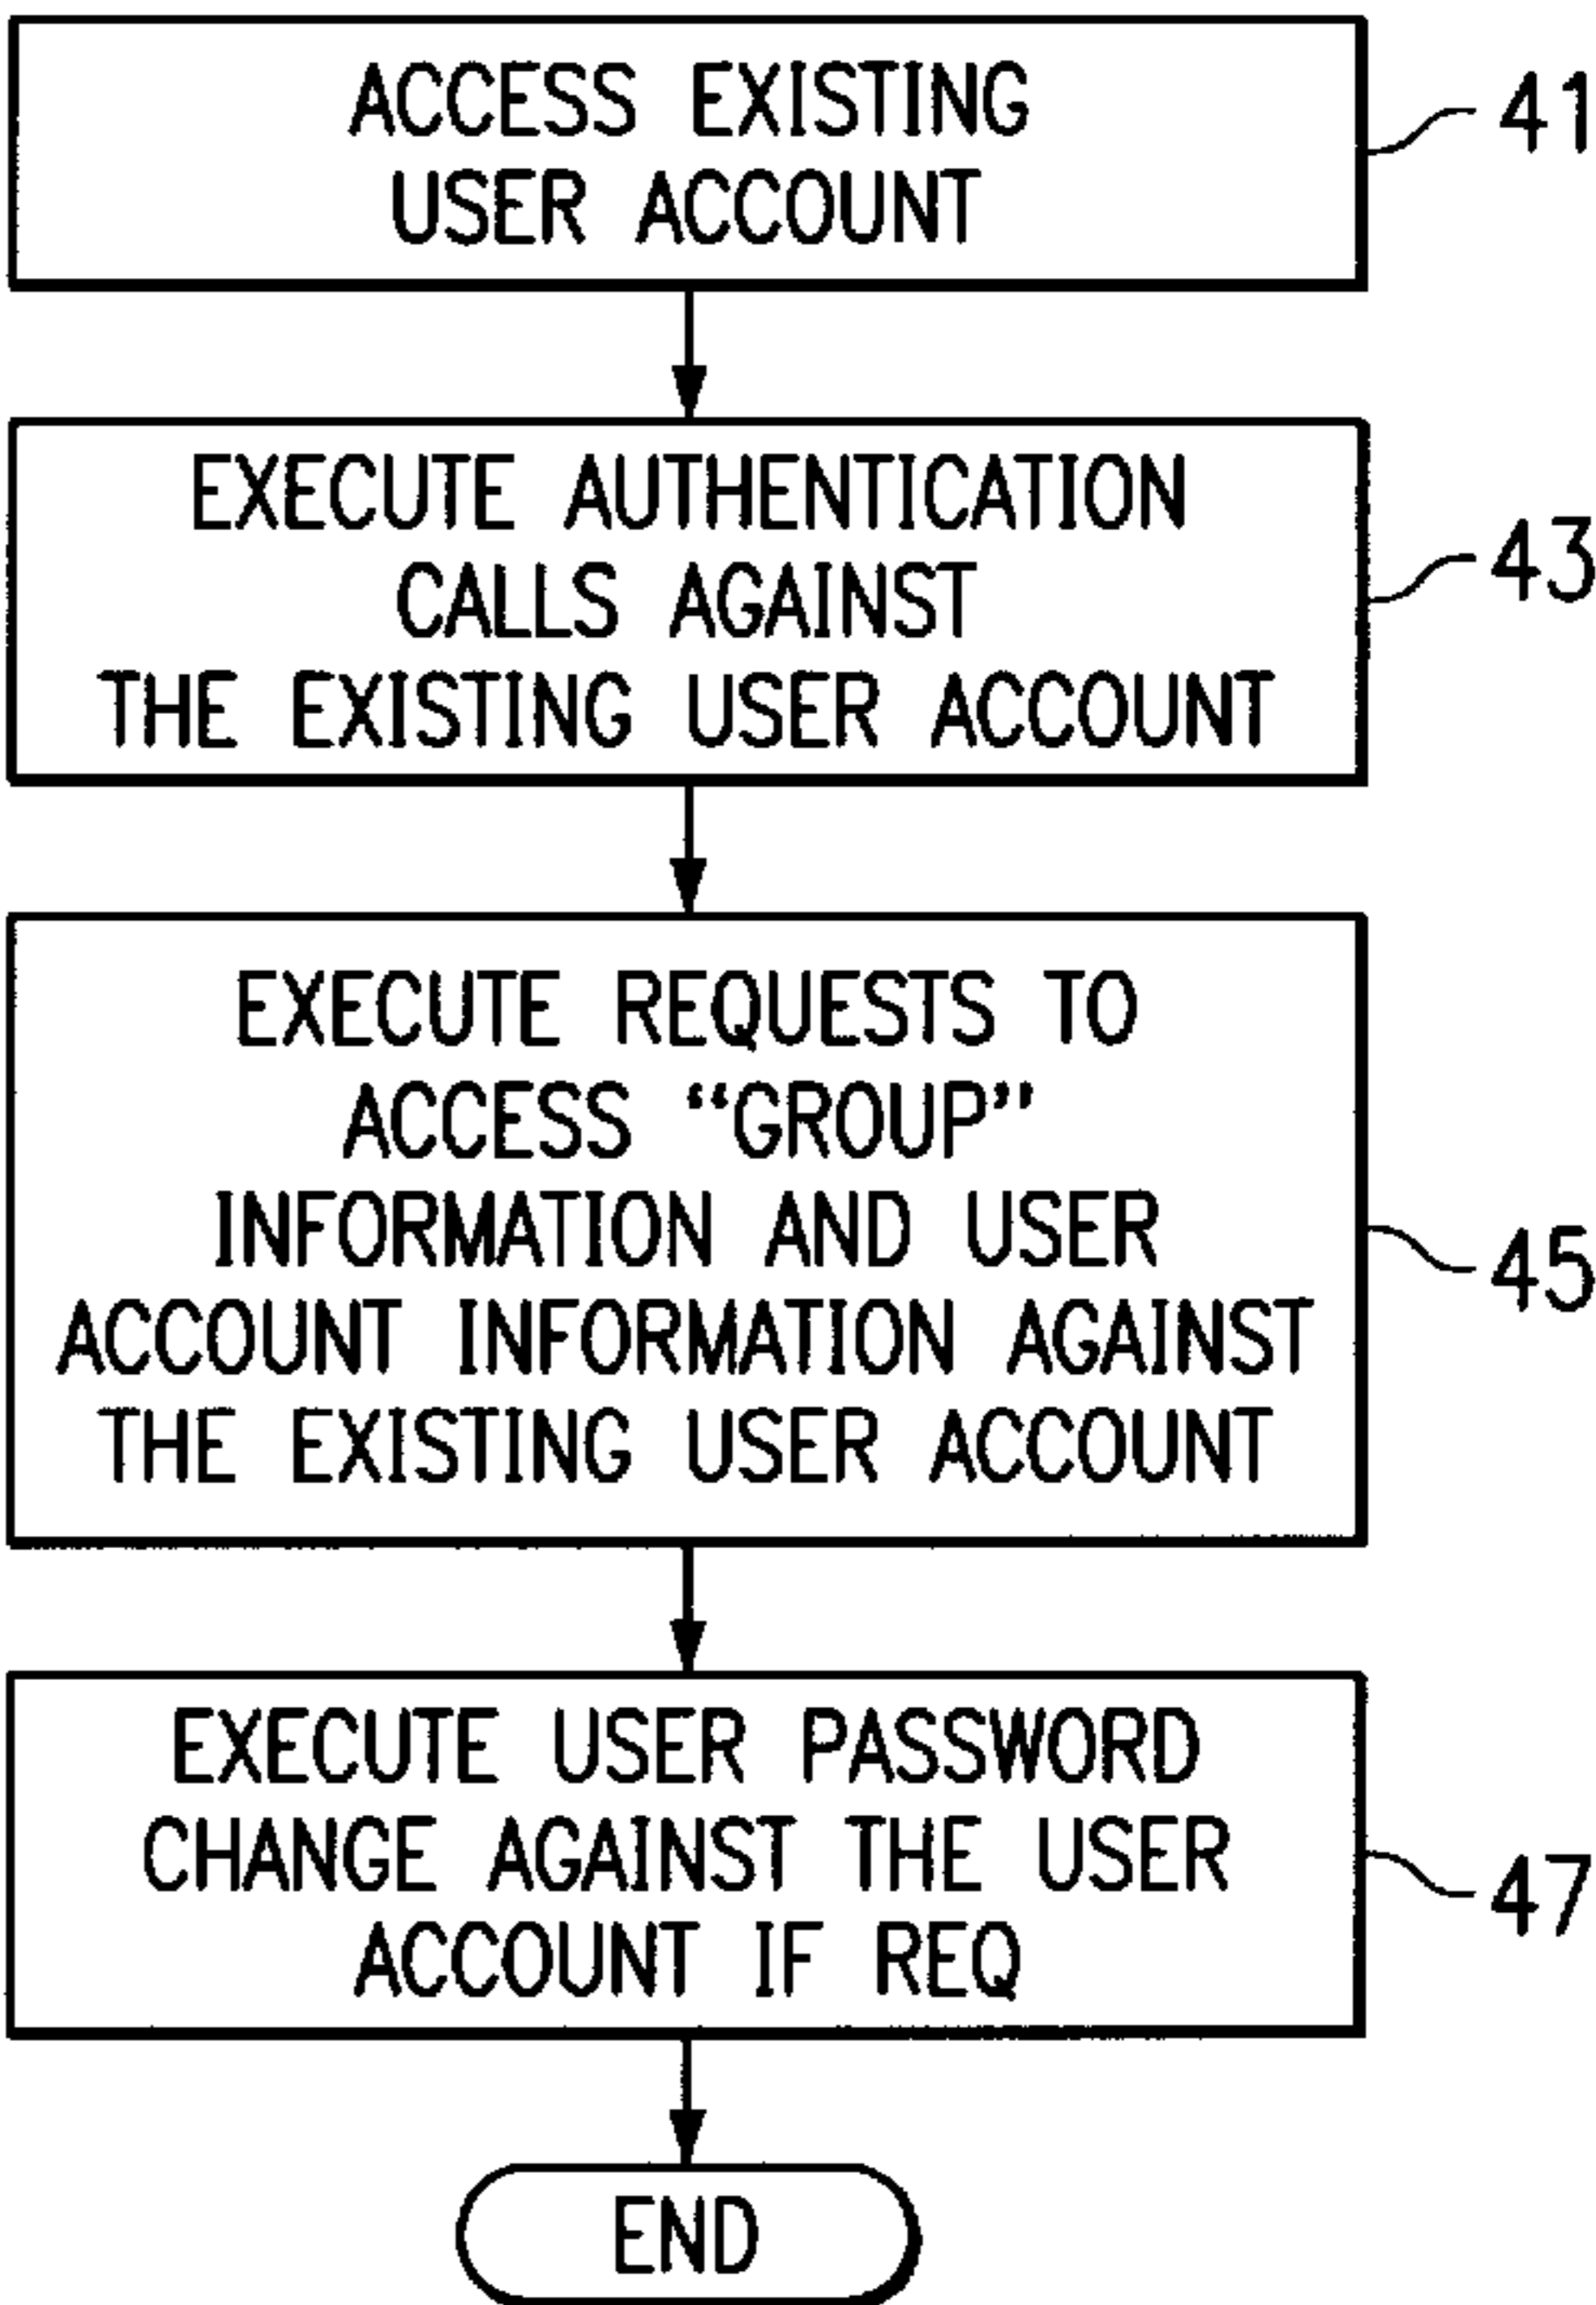 ACCESS EXISTING
USER ACCOUNT
41
EXECUTE AUTHENTICATION
CALLS AGAINST
THE EXISTING USER ACCOUNT
43
EXECUTE REQUESTS TO
ACCESS “GROUP”
INFORMATION AND USER
ACCOUNT INFORMATION AGAINST
THE EXISTING USER ACCOUNT
45
EXECUTE USER PASSWORD
CHANGE AGAINST THE USER
ACCOUNT IF REQ
47
END